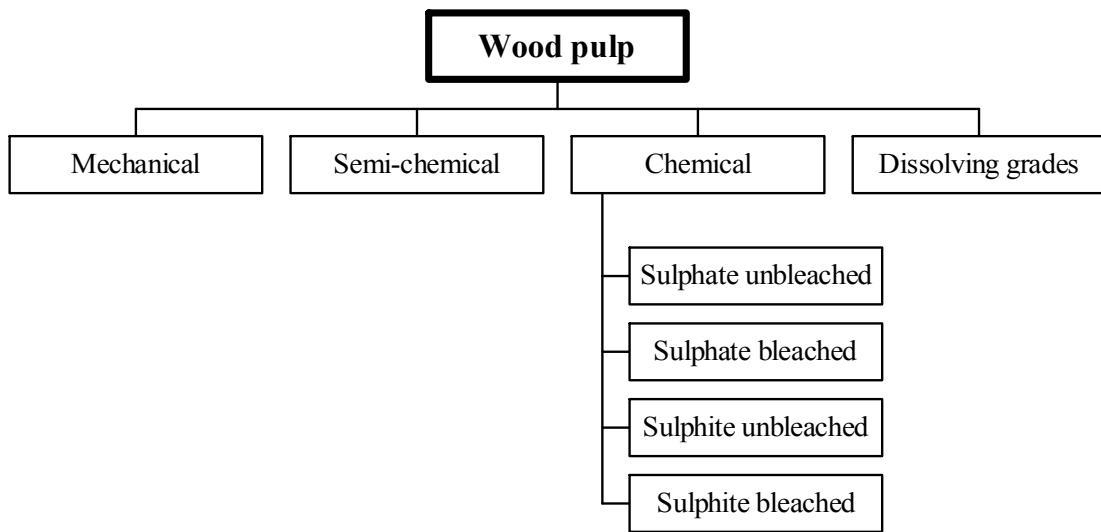 Wood pulp
Mechanical
Semi-chemical
Chemical
Dissolving grades
Sulphate unbleached
Sulphate bleached
Sulphite unbleached
Sulphite bleached